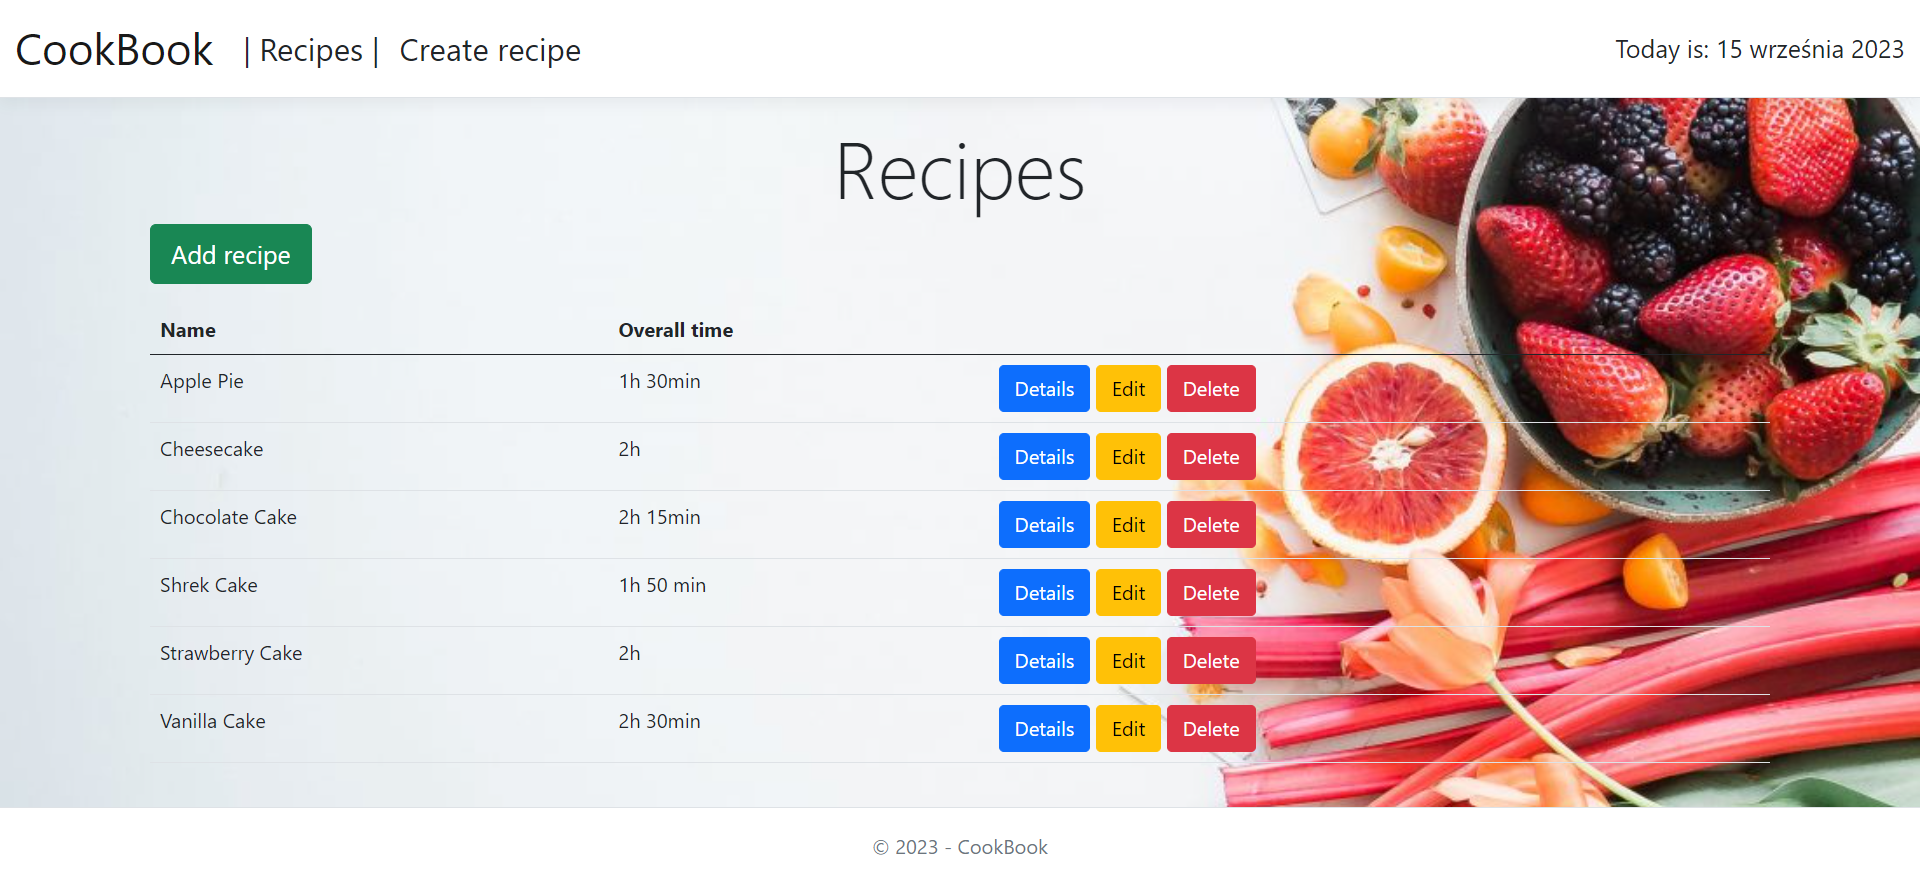 CookBook | Recipes | Create recipe Today is: 15 września 2023
Recipes
Add recipe
Name Overall time
Apple Pie 1h 30min Details Edit Delete
Cheesecake 2h Details Edit Delete
Chocolate Cake 2h 15min Details Edit Delete
Shrek Cake 1h 50 min Details Edit Delete
Strawberry Cake 2h Details Edit Delete
Vanilla Cake 2h 30min Details Edit Delete
© 2023 - CookBook